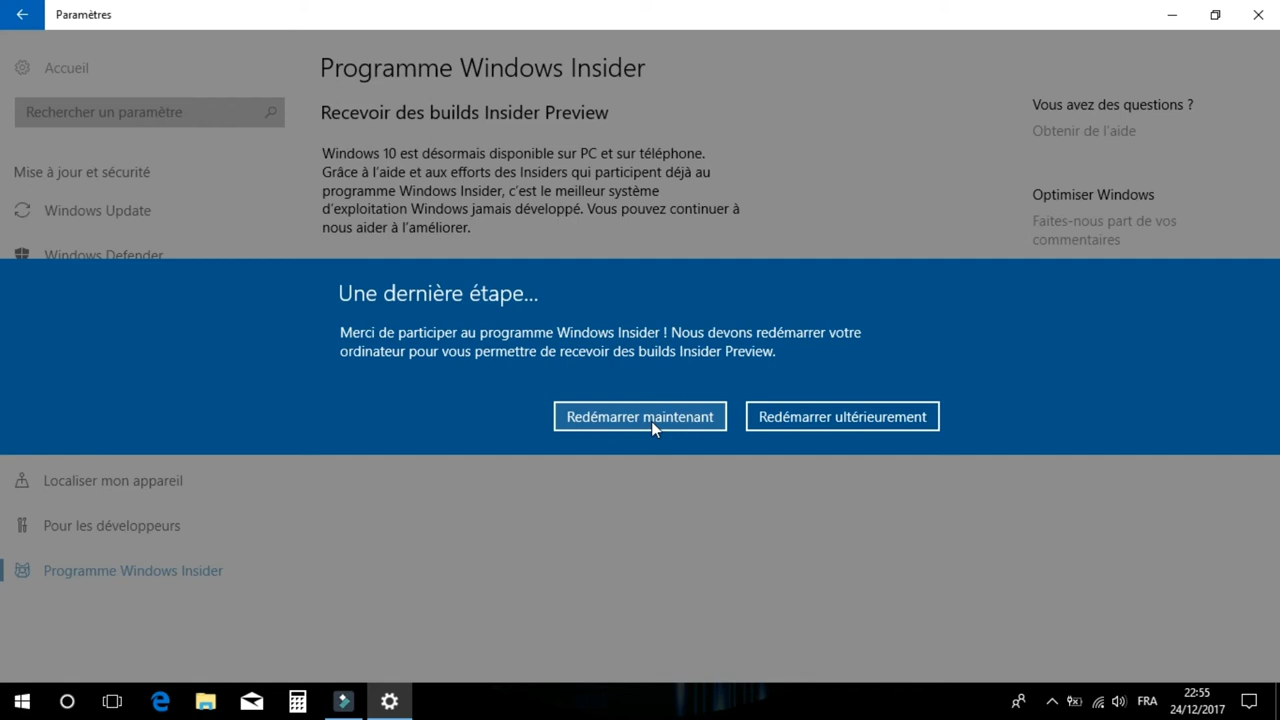 Paramètres
Accueil
Rechercher un paramètre
Mise à jour et sécurité
Windows Update
Windows Defender
Localiser mon appareil
Pour les développeurs
Programme Windows Insider
Programme Windows Insider
Recevoir des builds Insider Preview
Windows 10 est désormais disponible sur PC et sur téléphone.
Grâce à l'aide et aux efforts des Insiders qui participent déjà au
programme Windows Insider, c'est le meilleur système
d'exploitation Windows jamais développé. Vous pouvez continuer à
nous aider à l'améliorer.
Vous avez des questions ?
Obtenir de l'aide
Optimiser Windows
Faites-nous part de vos
commentaires
Une dernière étape...
Merci de participer au programme Windows Insider ! Nous devons redémarrer votre
ordinateur pour vous permettre de recevoir des builds Insider Preview.
Redémarrer maintenant
Redémarrer ultérieurement
FRA
22:55
24/12/2017